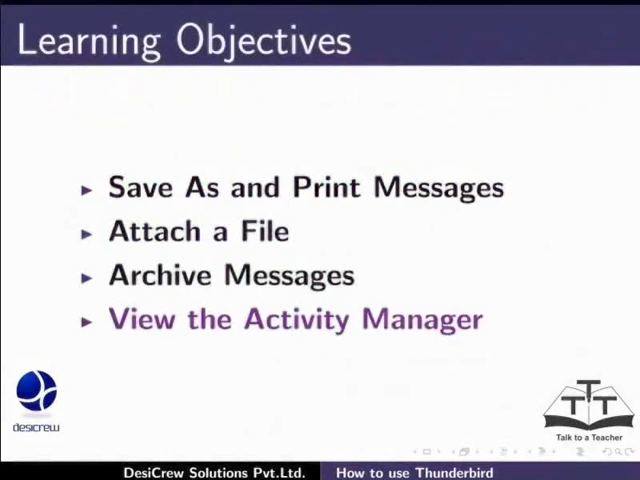 Learning Objectives
Save As and Print Messages
Attach a File
Archive Messages
View the Activity Manager
desicrew
TTT
Talk to a Teacher
DesiCrew Solutions Pvt.Ltd. How to use Thunderbird